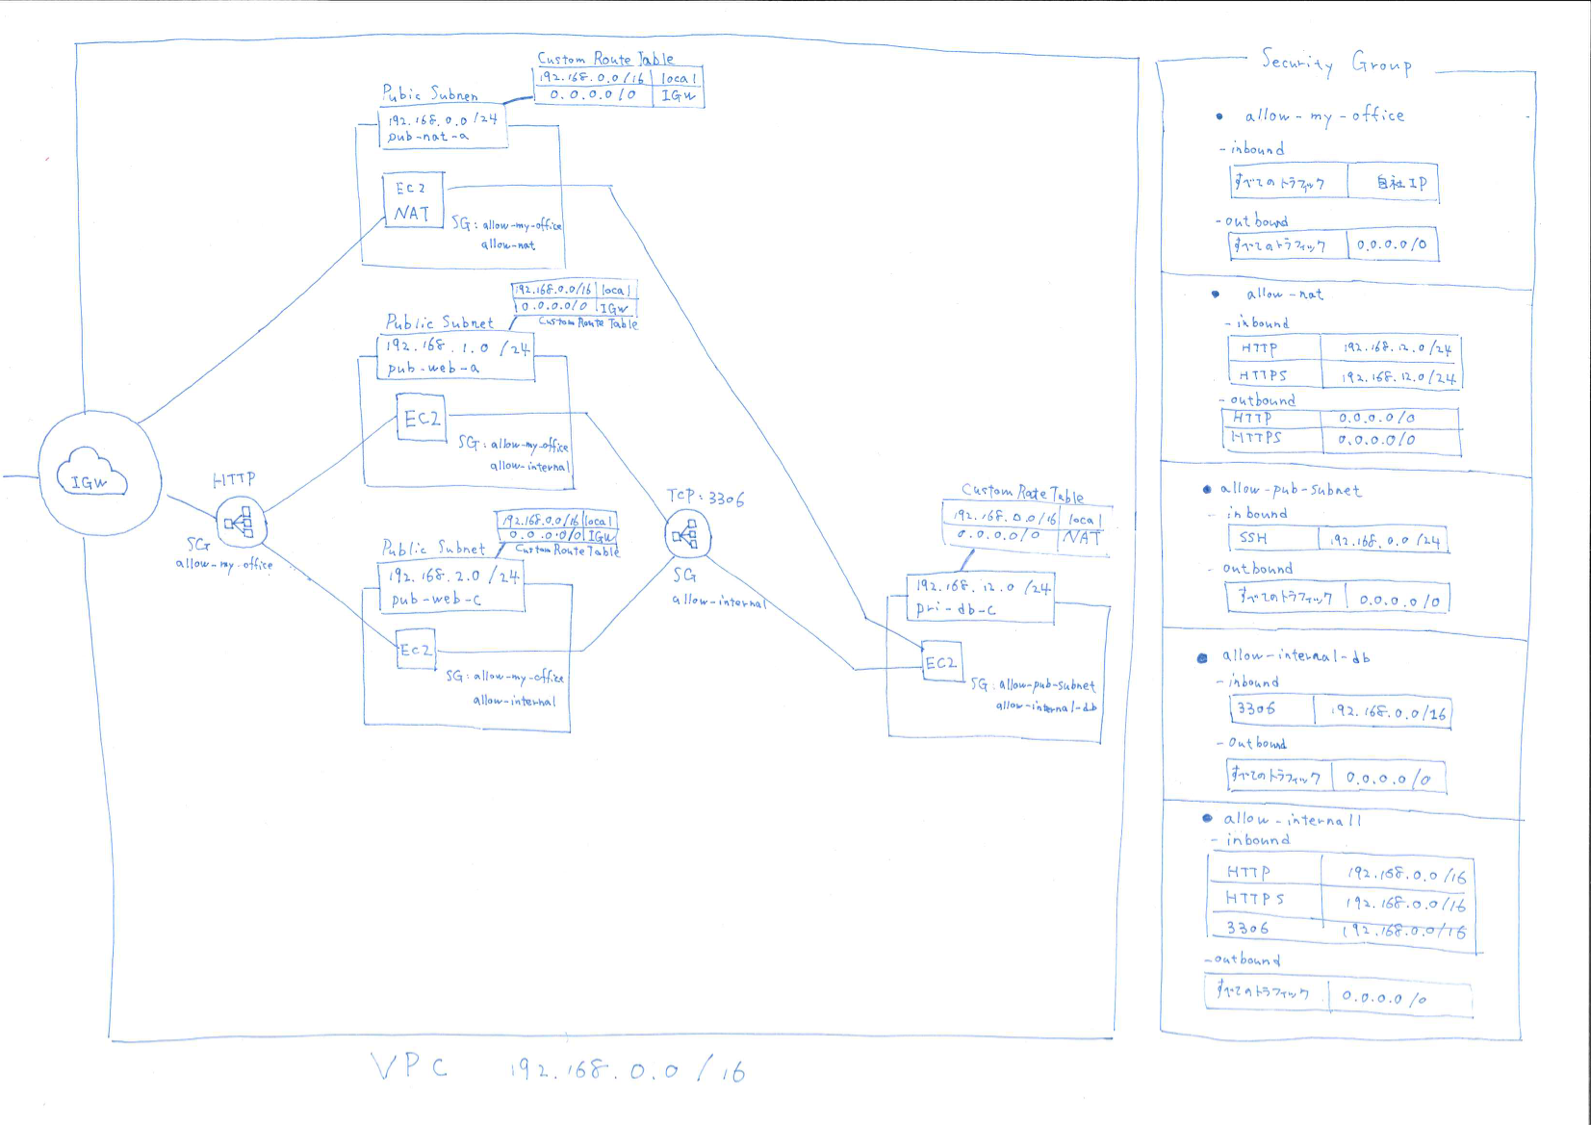 Custom Route Table
192.168.0.0/16 local
0.0.0.0/0 IGW
Pubic Subnen
192.168.0.0/24
pub-nat-a
EC2
NAT
SG: allow-my-office
allow-nat
192.168.0.0/16 local
0.0.0.0/0 IGW
Custom Route Table
Public Subnet
192.168.1.0/24
pub-web-a
EC2
SG: allow-my-office
allow-internal
IGW
HTTP
SG
allow-my-office
192.168.0.0/16 local
0.0.0.0/0 IGW
Custom Route Table
Public Subnet
192.168.2.0/24
pub-web-c
EC2
SG: allow-my-office
allow-internal
TCP: 3306
SG
allow-internal
Custom Rate Table
192.168.0.0/16 local
0.0.0.0/0 NAT
192.168.12.0/24
pri-db-c
EC2
SG: allow-pub-subnet
allow-internal-db
VPC 192.168.0.0/16
Security Group
• allow-my-office
- inbound
すべてのトラフィック 自社IP
- outbound
すべてのトラフィック 0.0.0.0/0
• allow-nat
- inbound
HTTP 192.168.12.0/24
HTTPS 192.168.12.0/24
- outbound
HTTP 0.0.0.0/0
HTTPS 0.0.0.0/0
• allow-pub-subnet
- inbound
SSH 192.168.0.0/24
- outbound
すべてのトラフィック 0.0.0.0/0
• allow-internal-db
- inbound
3306 192.168.0.0/16
- Outbound
すべてのトラフィック 0.0.0.0/0
• allow-internall
- inbound
HTTP 192.168.0.0/16
HTTPS 192.168.0.0/16
3306 192.168.0.0/16
- outbound
すべてのトラフィック 0.0.0.0/0